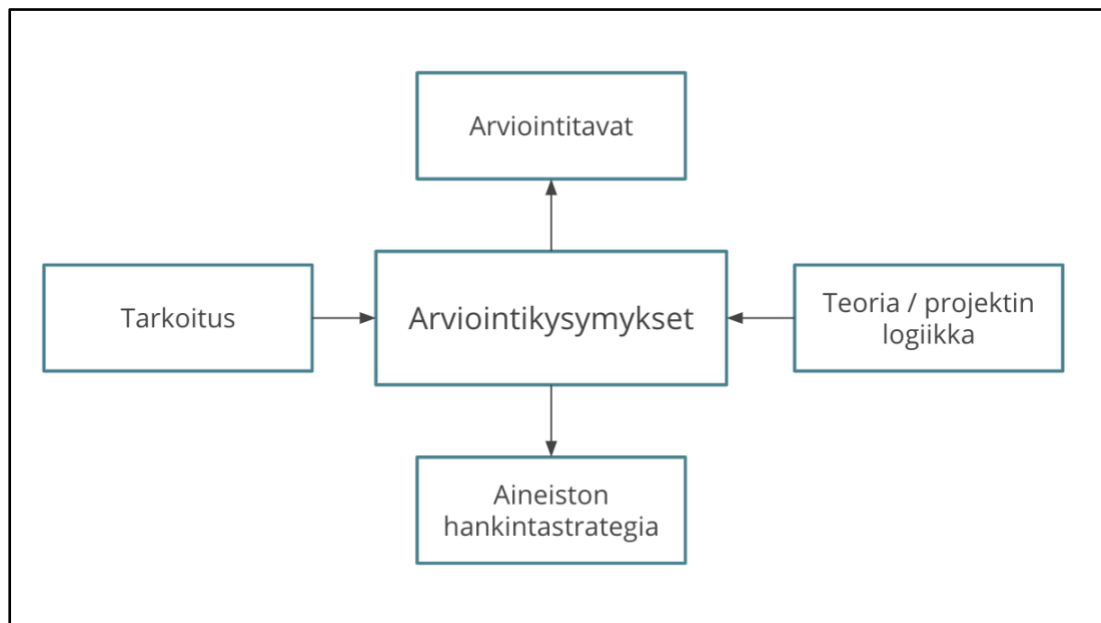 Arviointitavat
Tarkoitus
Arviointikysymykset
Teoria / projektin
logiikka
Aineiston
hankintastrategia